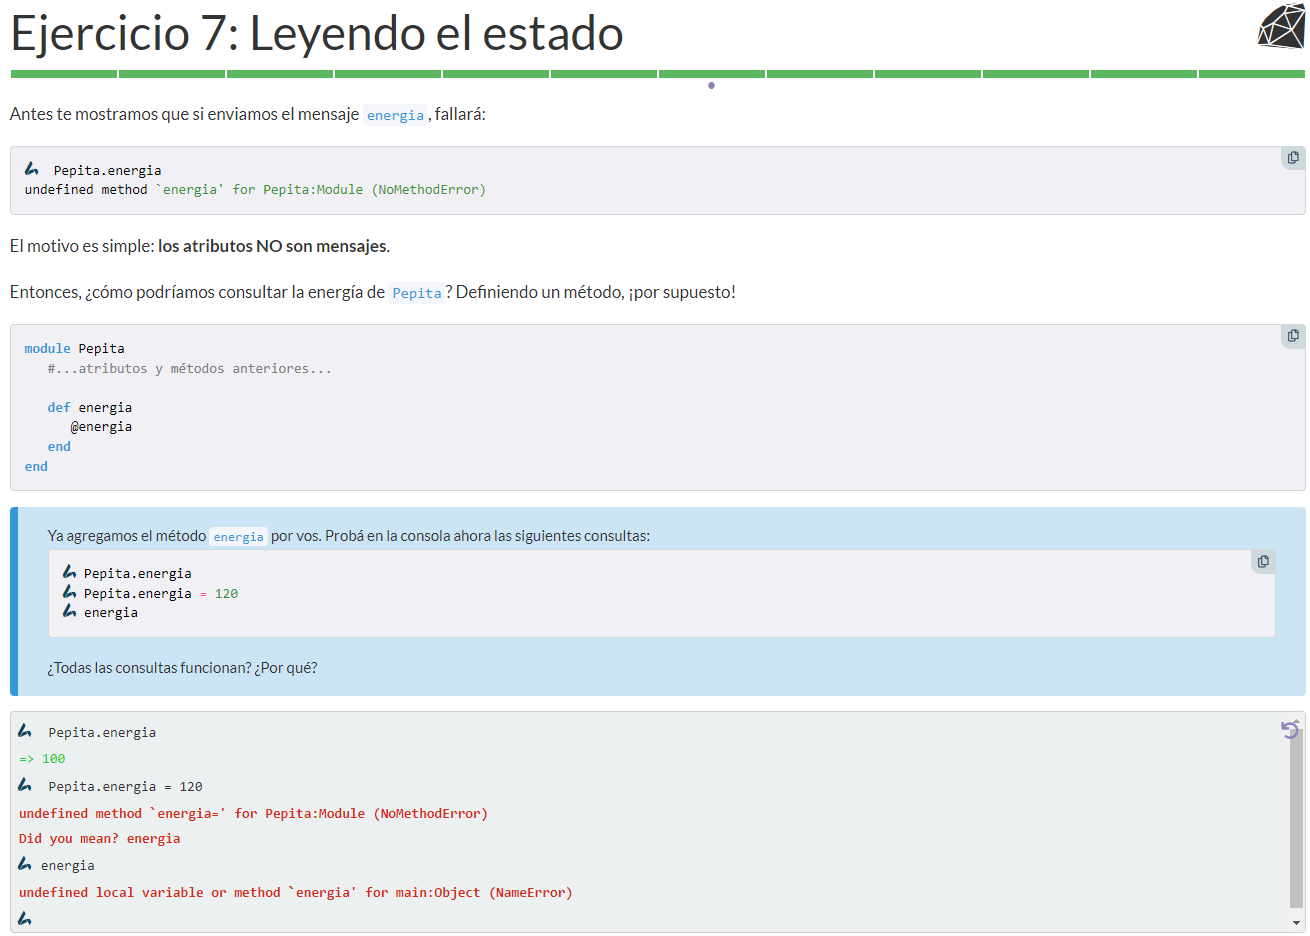 Ejercicio 7: Leyendo el estado
Antes te mostramos que si enviamos el mensaje energia, fallará:
Pepita.energia
undefined method `energia' for Pepita:Module (NoMethodError)
El motivo es simple: los atributos NO son mensajes.
Entonces, ¿cómo podríamos consultar la energía de Pepita? Definiendo un método, ¡por supuesto!
module Pepita
#...atributos y métodos anteriores...
def energia
@energia
end
end
Ya agregamos el método energia por vos. Probá en la consola ahora las siguientes consultas:
Pepita.energia
Pepita.energia = 120
energia
¿Todas las consultas funcionan? ¿Por qué?
Pepita.energia
=> 100
Pepita.energia = 120
undefined method `energia=' for Pepita:Module (NoMethodError)
Did you mean? energia
energia
undefined local variable or method `energia' for main:Object (NameError)